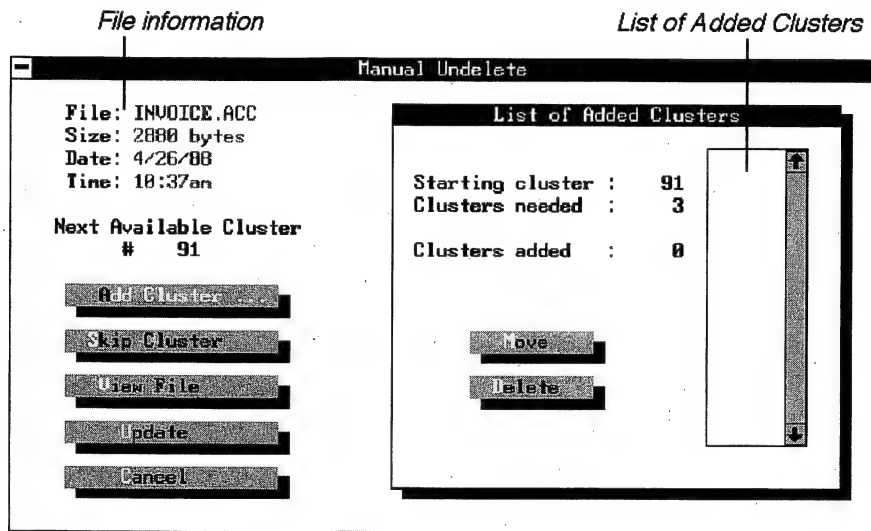 File information
List of Added Clusters
Manual Undelete
File: INVOICE.ACC
Size: 2880 bytes
Date: 4/26/88
Time: 10:37am
Next Available Cluster
# 91
Add Cluster ...
Skip Cluster
View File
Update
Cancel
List of Added Clusters
Starting cluster : 91
Clusters needed : 3
Clusters added : 0
Move
Delete